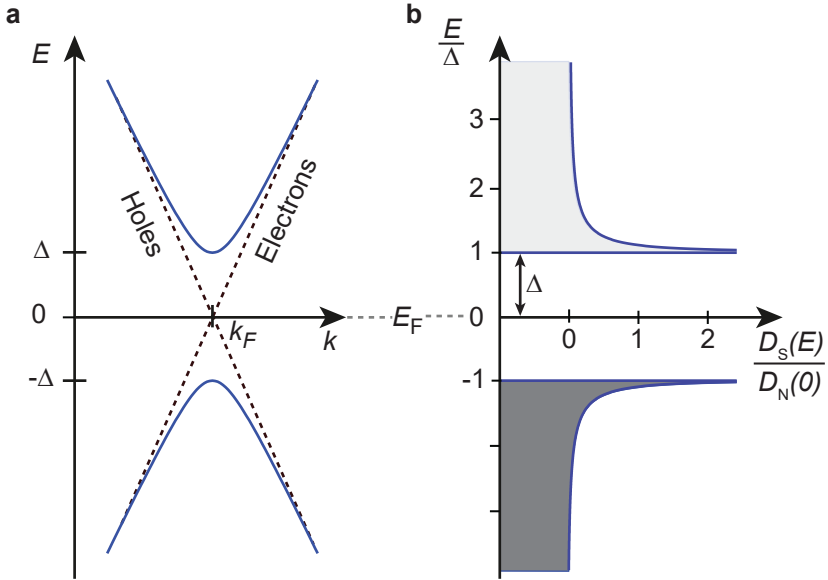 a
E
Holes
Electrons
Δ
0
-Δ
k_F
k
E_F
b
E
Δ
3
2
1
Δ
0
-1
0
1
2
D_S(E)
D_N(0)